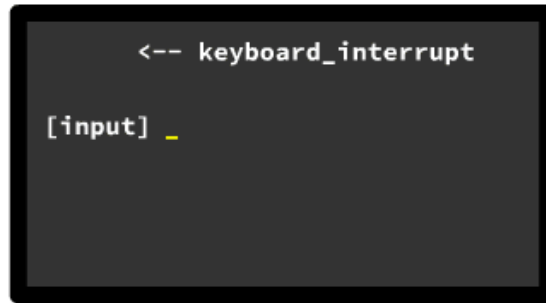 <-- keyboard_interrupt
[input] _